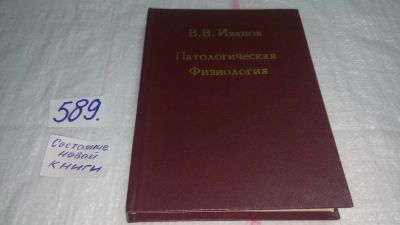 589.
Состояние
новой
книги
В.В. Иванов
Патологическая
Физиология